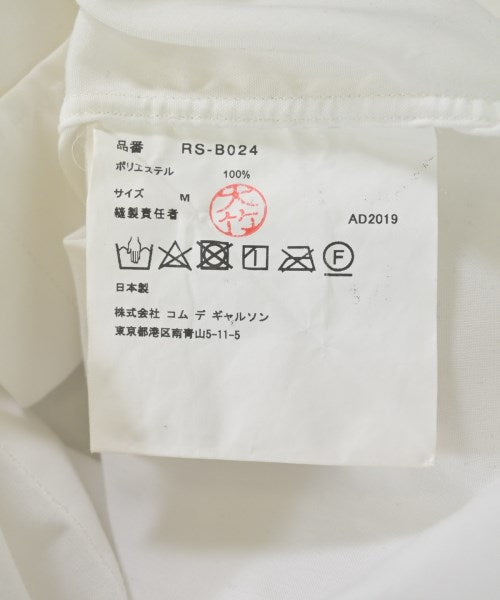 品番 RS-B024
ポリエステル 100%
サイズ M
縫製責任者 大竹 AD2019
F
日本製
株式会社 コム デ ギャルソン
東京都港区南青山5-11-5